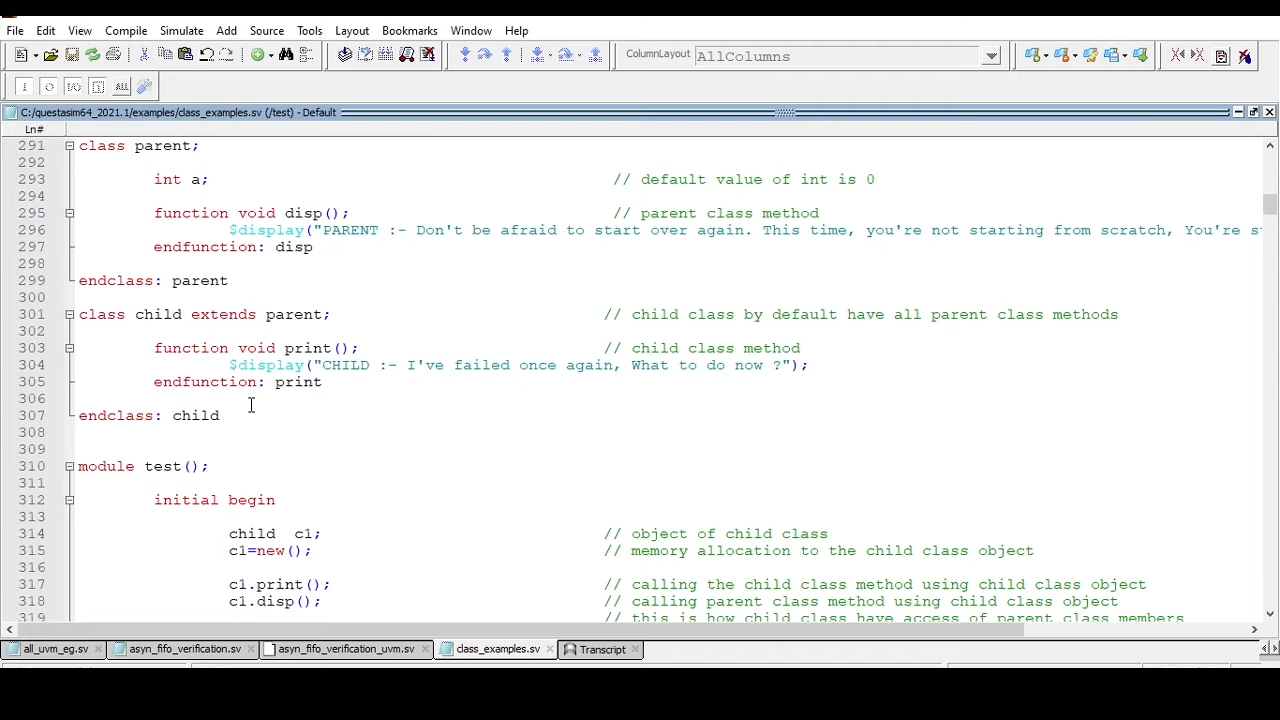 File Edit View Compile Simulate Add Source Tools Layout Bookmarks Window Help
ColumnLayout AllColumns
C:/questasim64_2021.1/examples/class_examples.sv (/test) - Default
Ln#
291 class parent;
292
293 int a; // default value of int is 0
294
295 function void disp(); // parent class method
296 $display("PARENT :- Don't be afraid to start over again. This time, you're not starting from scratch, You're
297 endfunction: disp
298
299 endclass: parent
300
301 class child extends parent; // child class by default have all parent class methods
302
303 function void print(); // child class method
304 $display("CHILD :- I've failed once again, What to do now ?");
305 endfunction: print
306
307 endclass: child
308
309
310 module test();
311
312 initial begin
313
314 child c1; // object of child class
315 c1=new(); // memory allocation to the child class object
316
317 c1.print(); // calling the child class method using child class object
318 c1.disp(); // calling parent class method using child class object
319 // this is how child class have access of parent class members
all_uvm_eg.sv asyn_fifo_verification.sv asyn_fifo_verification_uvm.sv class_examples.sv Transcript